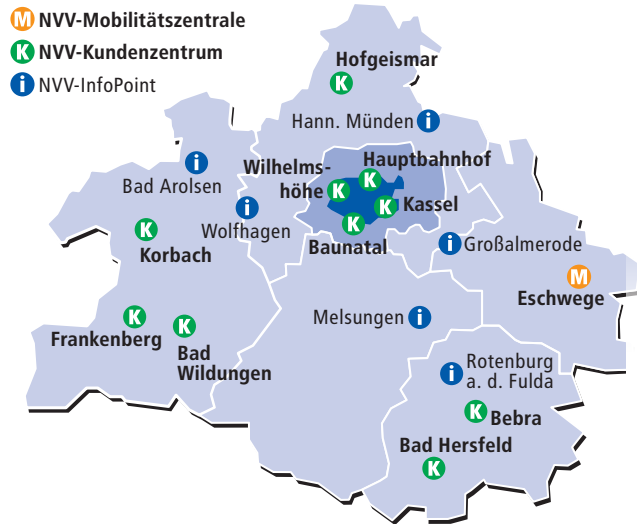 M NVV-Mobilitätszentrale
K NVV-Kundenzentrum
i NVV-InfoPoint
Hofgeismar
K
Hann. Münden i
i
Bad Arolsen
Wilhelms-
höhe K
Hauptbahnhof
K
K Kassel
K
Baunatal
i
Wolfhagen
K
Korbach
i Großalmerode
M
Eschwege
K
Frankenberg
K
Bad
Wildungen
Melsungen i
i Rotenburg
a. d. Fulda
K
Bebra
Bad Hersfeld
K